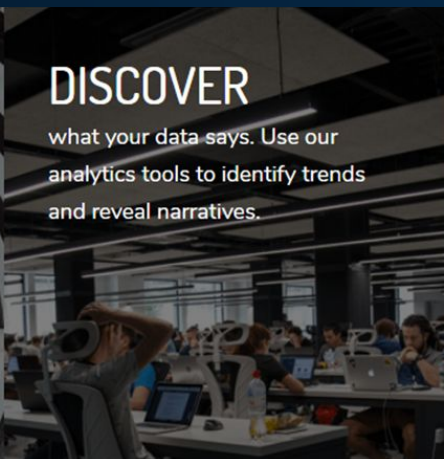 DISCOVER
what your data says. Use our
analytics tools to identify trends
and reveal narratives.